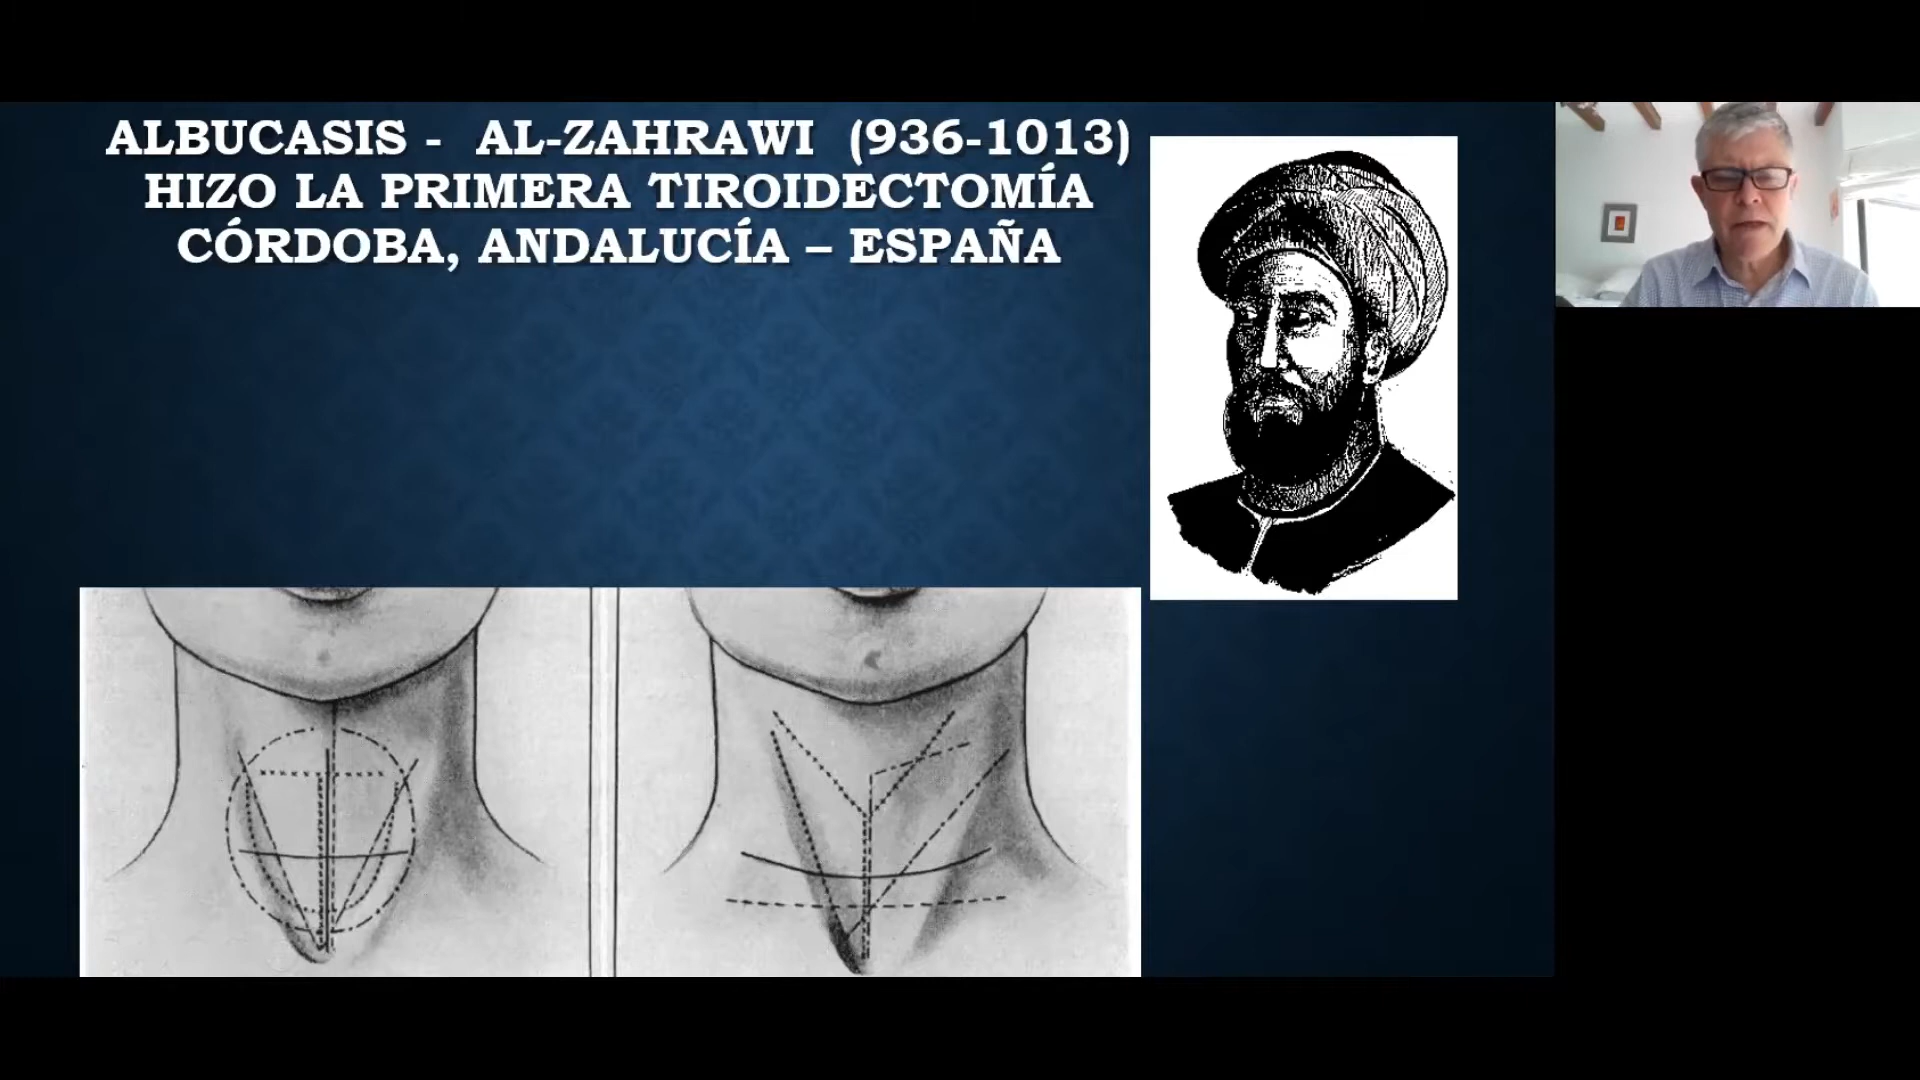 ALBUCASIS - AL-ZAHRAWI (936-1013)
HIZO LA PRIMERA TIROIDECTOMÍA
CÓRDOBA, ANDALUCÍA – ESPAÑA